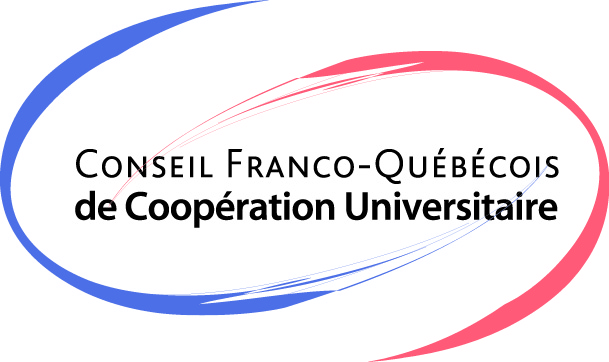 Conseil Franco-Québécois
de Coopération Universitaire